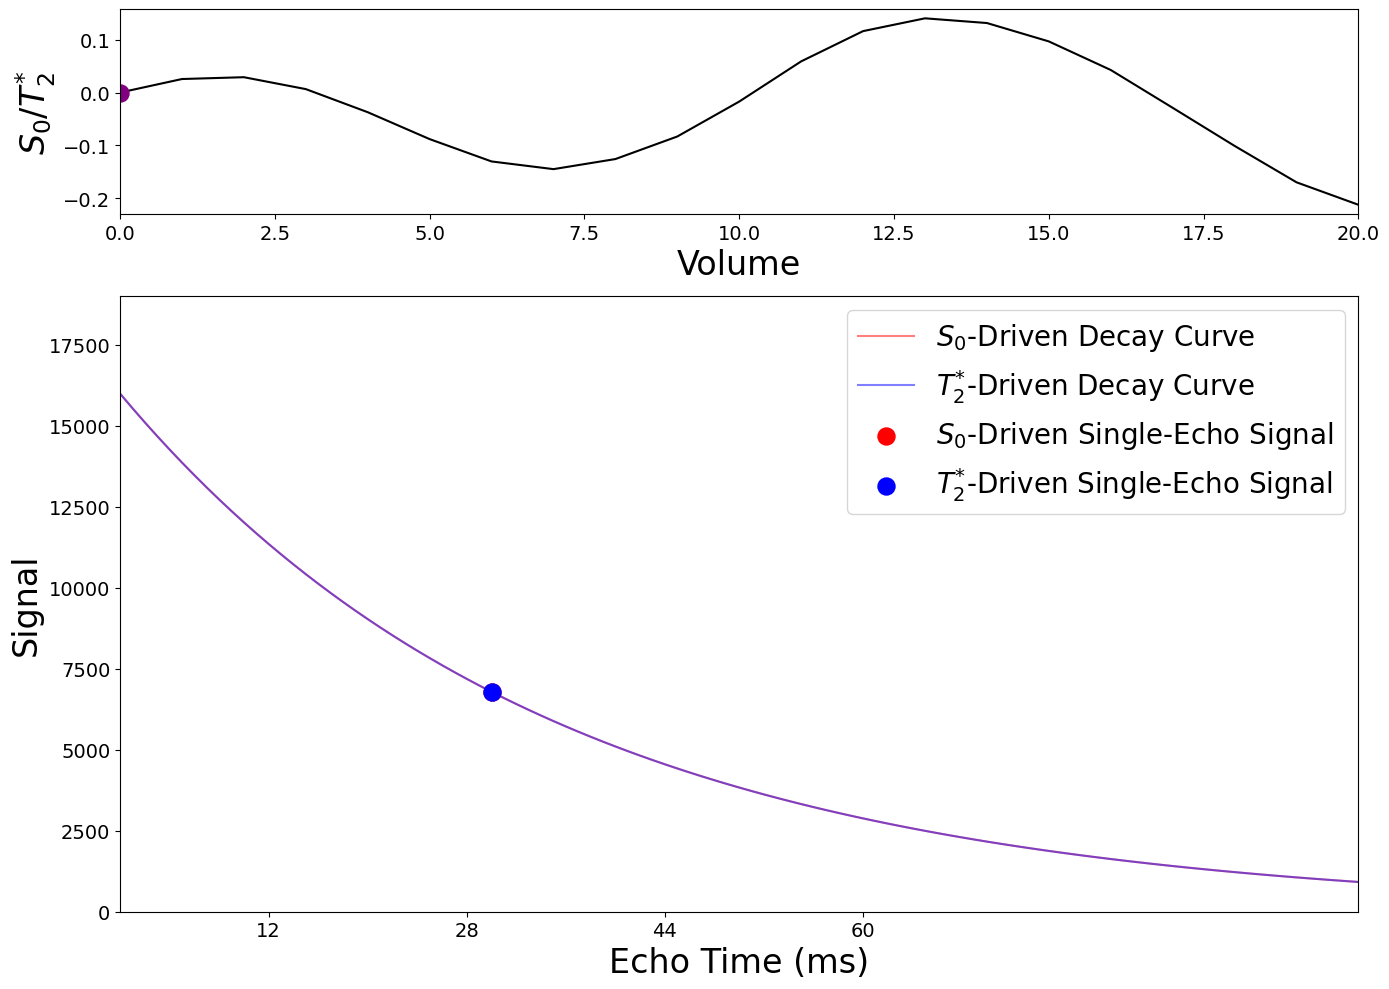 0.1
0.0
−0.1
−0.2
S₀/T₂*
0.0 2.5 5.0 7.5 10.0 12.5 15.0 17.5 20.0
Volume
17500
15000
12500
10000
7500
5000
2500
0
Signal
S₀-Driven Decay Curve
T₂*-Driven Decay Curve
S₀-Driven Single-Echo Signal
T₂*-Driven Single-Echo Signal
12 28 44 60
Echo Time (ms)